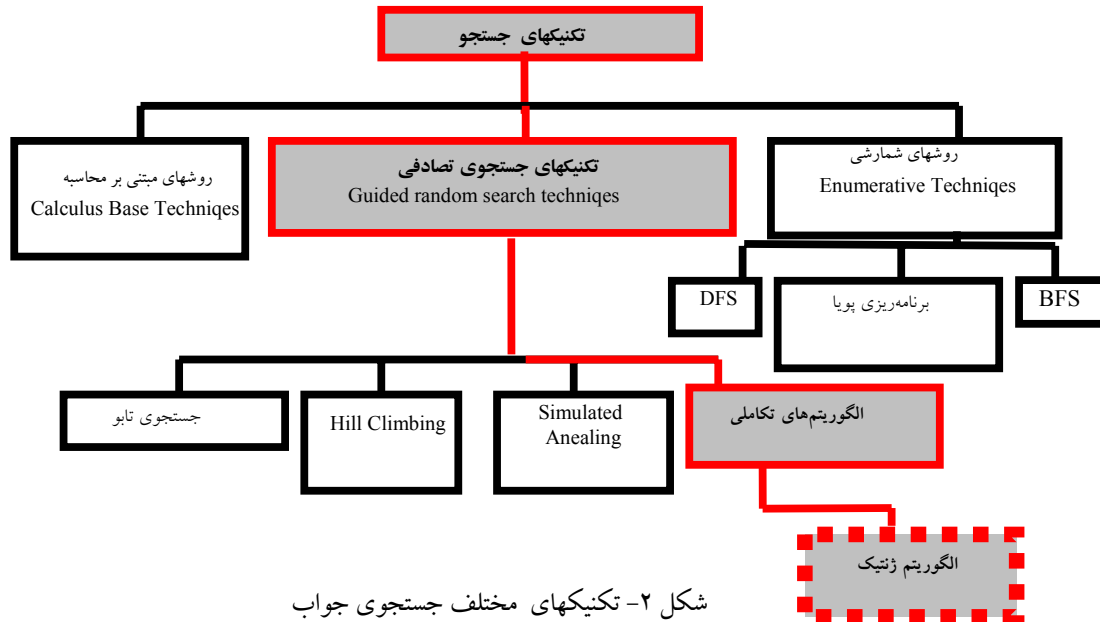 تکنیکهای جستجو
روشهای شمارشی
Enumerative Techniqes
تکنیکهای جستجوی تصادفی
Guided random search techniqes
روشهای مبتنی بر محاسبه
Calculus Base Techniqes
BFS
برنامه‌ریزی پویا
DFS
الگوریتم‌های تکاملی
Simulated
Anealing
Hill Climbing
جستجوی تابو
الگوریتم ژنتیک
شکل ۲- تکنیکهای مختلف جستجوی جواب